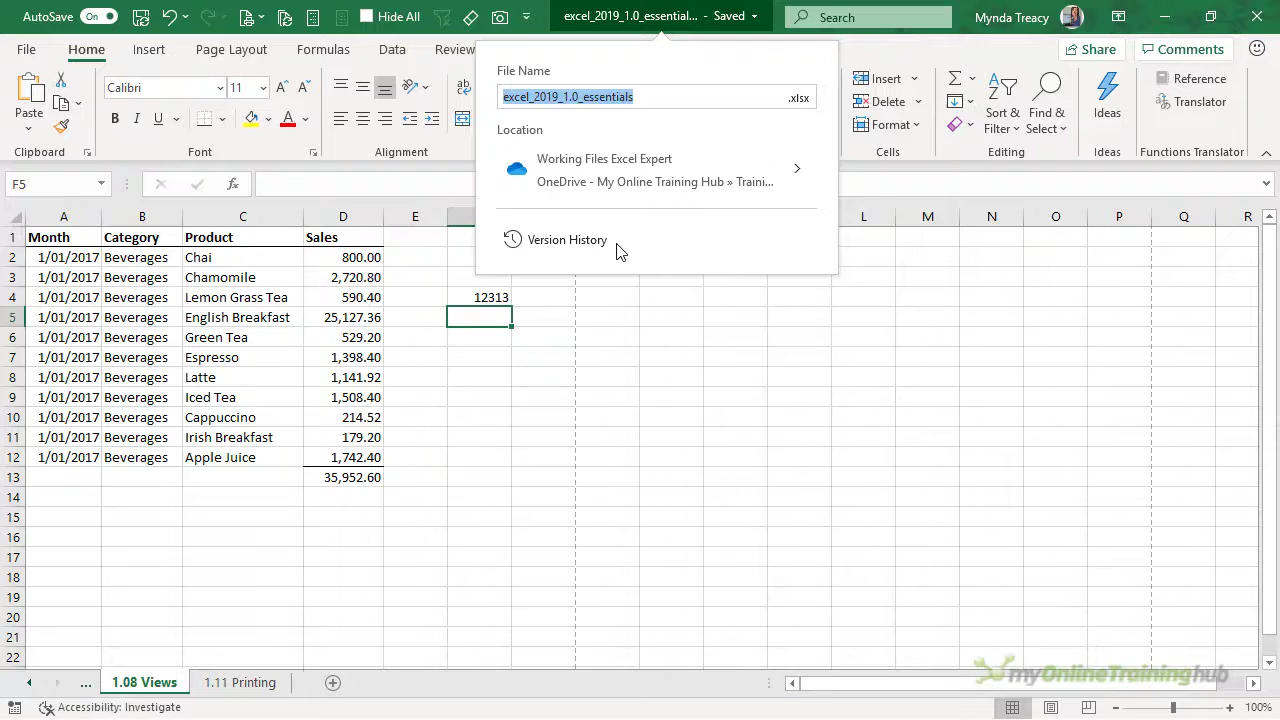 AutoSave On Hide All excel_2019_1.0_essential... - Saved Search Mynda Treacy
File Home Insert Page Layout Formulas Data Review Share Comments
Paste Calibri 11 Insert Delete Format Sort & Filter Find & Select Ideas Reference Translator
B I U A
Clipboard Font Alignment Cells Ideas Functions Translator
File Name
excel_2019_1.0_essentials .xlsx
Location
Working Files Excel Expert
OneDrive - My Online Training Hub » Traini...
Version History
F5 fx
A B C D E L M N O P Q R
1 Month Category Product Sales
2 1/01/2017 Beverages Chai 800.00
3 1/01/2017 Beverages Chamomile 2,720.80
4 1/01/2017 Beverages Lemon Grass Tea 590.40 12313
5 1/01/2017 Beverages English Breakfast 25,127.36
6 1/01/2017 Beverages Green Tea 529.20
7 1/01/2017 Beverages Espresso 1,398.40
8 1/01/2017 Beverages Latte 1,141.92
9 1/01/2017 Beverages Iced Tea 1,508.40
10 1/01/2017 Beverages Cappuccino 214.52
11 1/01/2017 Beverages Irish Breakfast 179.20
12 1/01/2017 Beverages Apple Juice 1,742.40
13 35,952.60
14
15
16
17
18
19
20
21
22
... 1.08 Views 1.11 Printing
myOnlineTraininghub
Accessibility: Investigate 100%